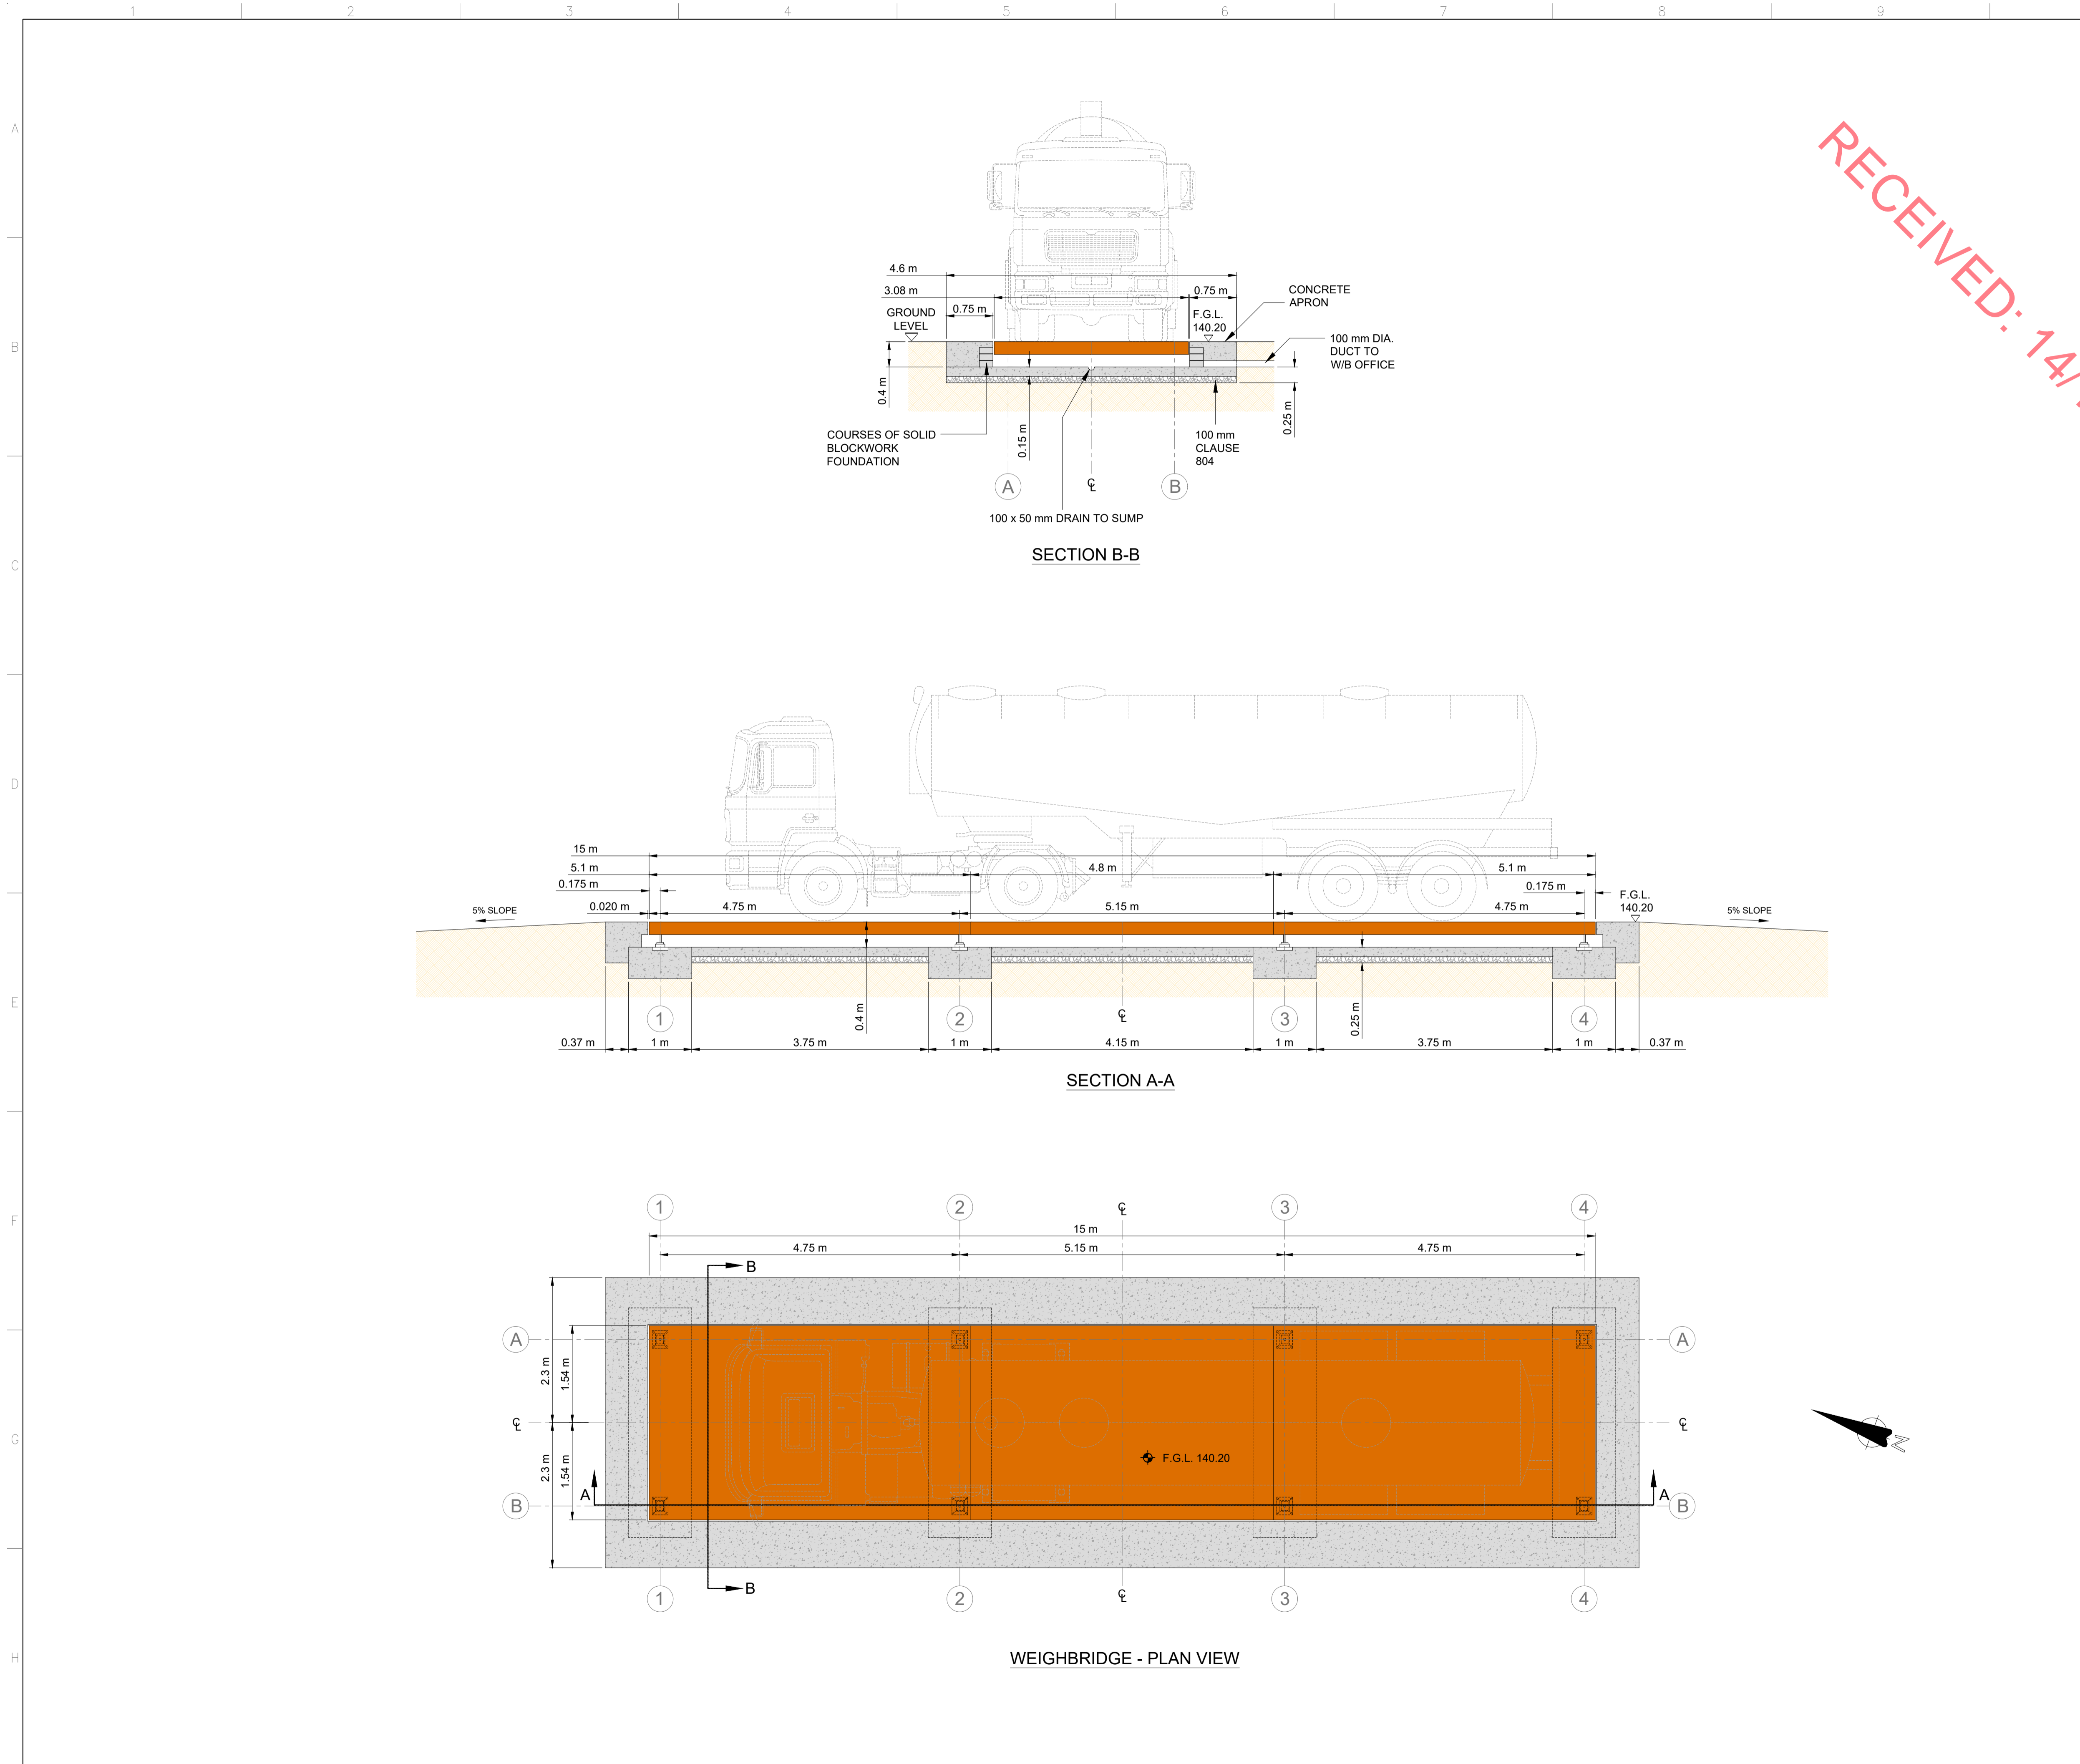 1 2 3 4 5 6 7 8 9
A
B
C
D
E
F
G
H
RECEIVED: 14/
4.6 m
3.08 m
0.75 m
0.75 m
GROUND
LEVEL
F.G.L.
140.20
CONCRETE
APRON
100 mm DIA.
DUCT TO
W/B OFFICE
0.4 m
0.15 m
0.25 m
COURSES OF SOLID
BLOCKWORK
FOUNDATION
100 mm
CLAUSE
804
A
℄
B
100 x 50 mm DRAIN TO SUMP
SECTION B-B
15 m
5.1 m 4.8 m 5.1 m
0.175 m 0.175 m
0.020 m 4.75 m 5.15 m 4.75 m
F.G.L.
140.20
5% SLOPE 5% SLOPE
0.4 m
0.25 m
1 2 ℄ 3 4
0.37 m 1 m 3.75 m 1 m 4.15 m 1 m 3.75 m 1 m 0.37 m
SECTION A-A
1 2 ℄ 3 4
15 m
4.75 m 5.15 m 4.75 m
B
A A
2.3 m 1.54 m
℄ ℄
2.3 m 1.54 m
F.G.L. 140.20
N
A A
B B
B
1 2 ℄ 3 4
WEIGHBRIDGE - PLAN VIEW